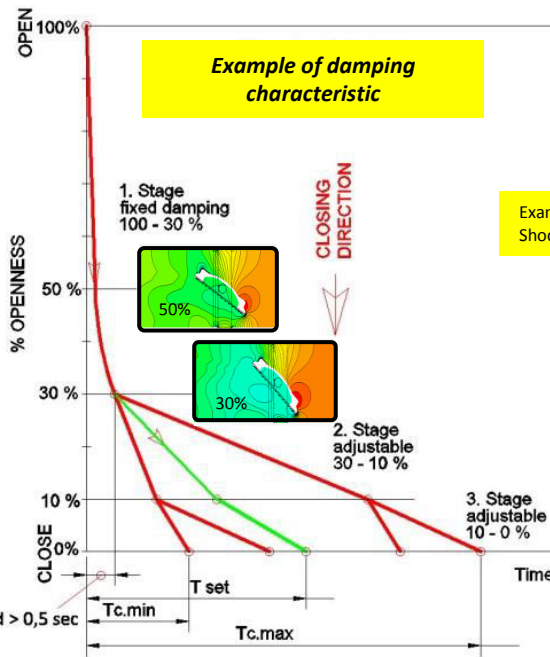 OPEN
100%
Example of damping
characteristic
1. Stage
fixed damping
100 - 30 %
CLOSING
DIRECTION
Exam
Shoc
% OPENNESS
50 %
50%
30 %
30%
2. Stage
adjustable
30 - 10 %
10 %
3. Stage
adjustable
10 - 0 %
CLOSE
0%
Time
T set
d > 0,5 sec
Tc.min
Tc.max